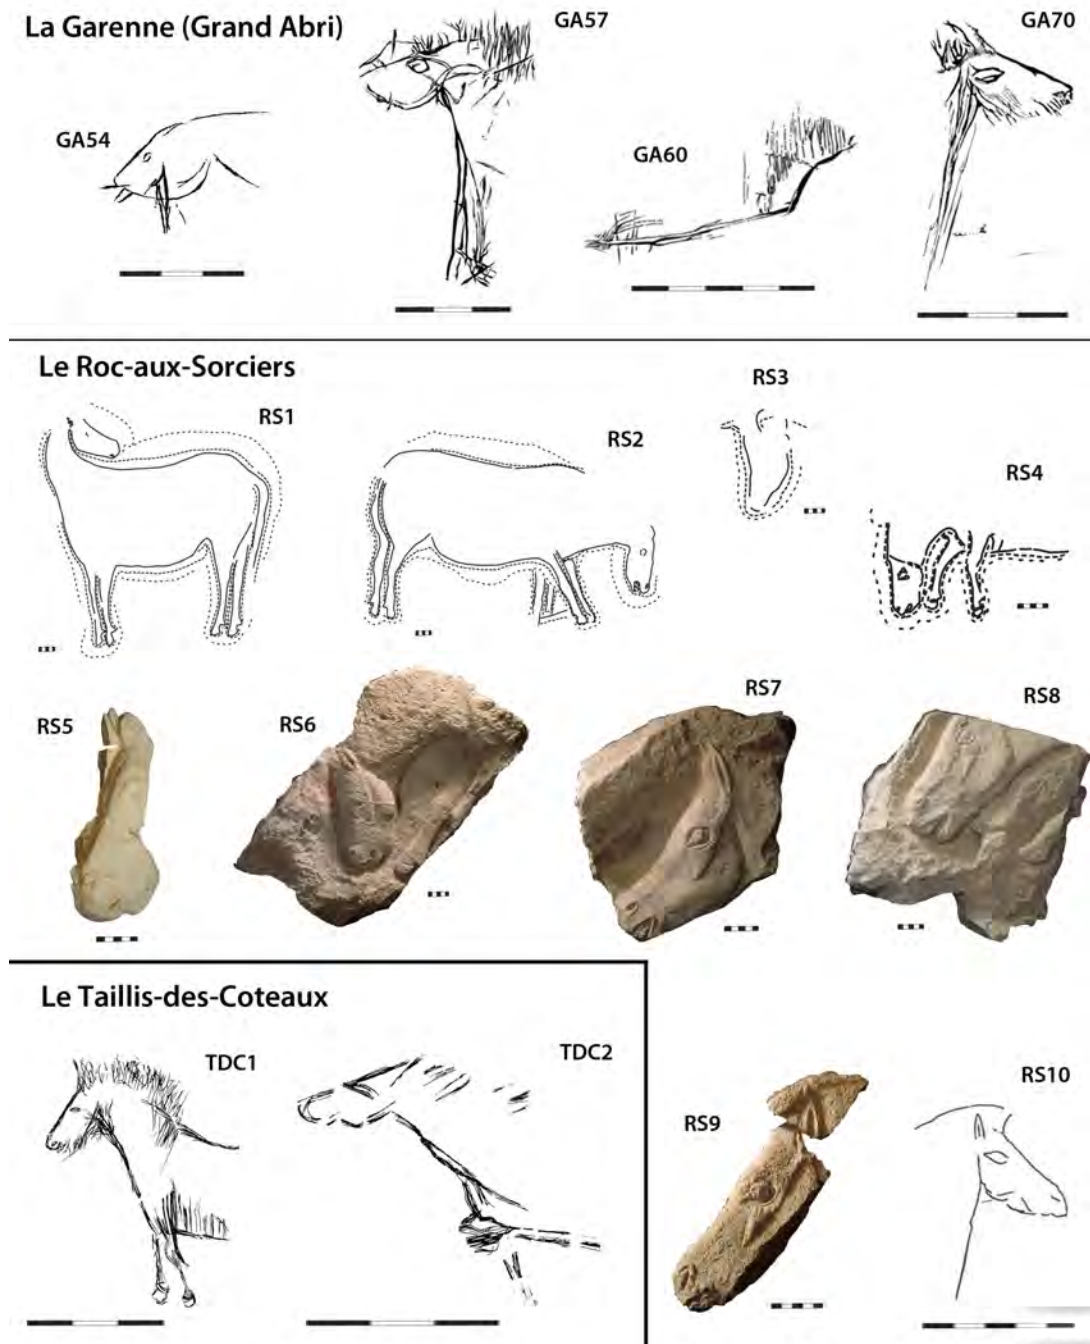 La Garenne (Grand Abri)
GA57
GA70
GA54
GA60
Le Roc-aux-Sorciers
RS3
RS1
RS2
RS4
RS5
RS6
RS7
RS8
Le Taillis-des-Coteaux
TDC1
TDC2
RS10
RS9